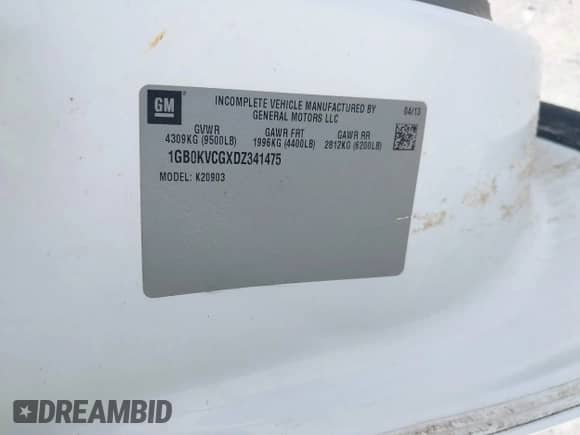 GM
INCOMPLETE VEHICLE MANUFACTURED BY
GENERAL MOTORS LLC
04/13
GVWR GAWR FRT GAWR RR
4309KG (9500LB) 1996KG (4400LB) 2812KG (6200LB)
1GB0KVCGXDZ341475
MODEL: K20903
DREAMBID